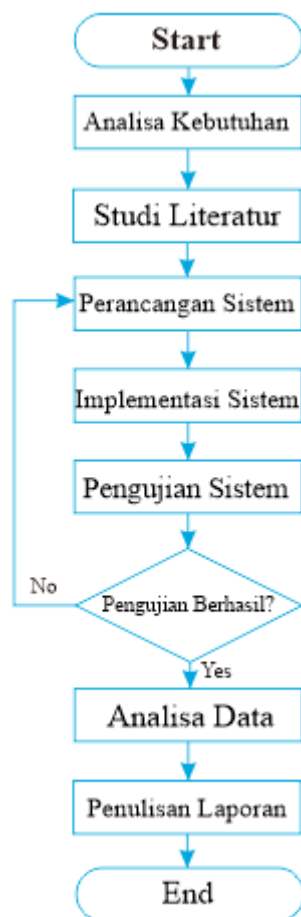 Start
Analisa Kebutuhan
Studi Literatur
Perancangan Sistem
Implementasi Sistem
Pengujian Sistem
No
Pengujian Berhasil?
Yes
Analisa Data
Penulisan Laporan
End